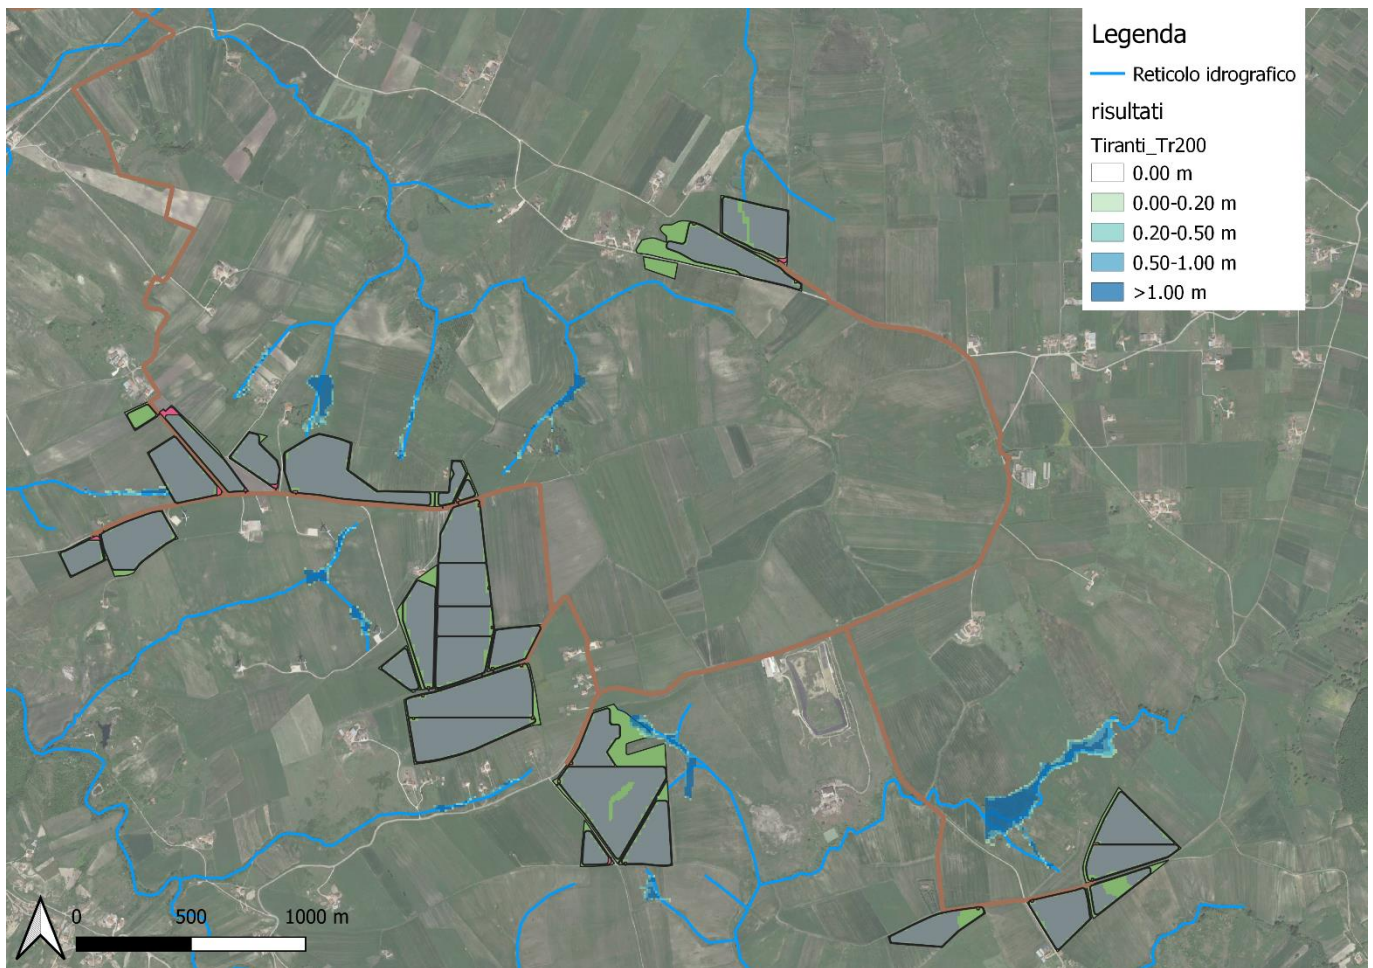 Legenda
Reticolo idrografico
risultati
Tiranti_Tr200
0.00 m
0.00-0.20 m
0.20-0.50 m
0.50-1.00 m
>1.00 m
0 500 1000 m